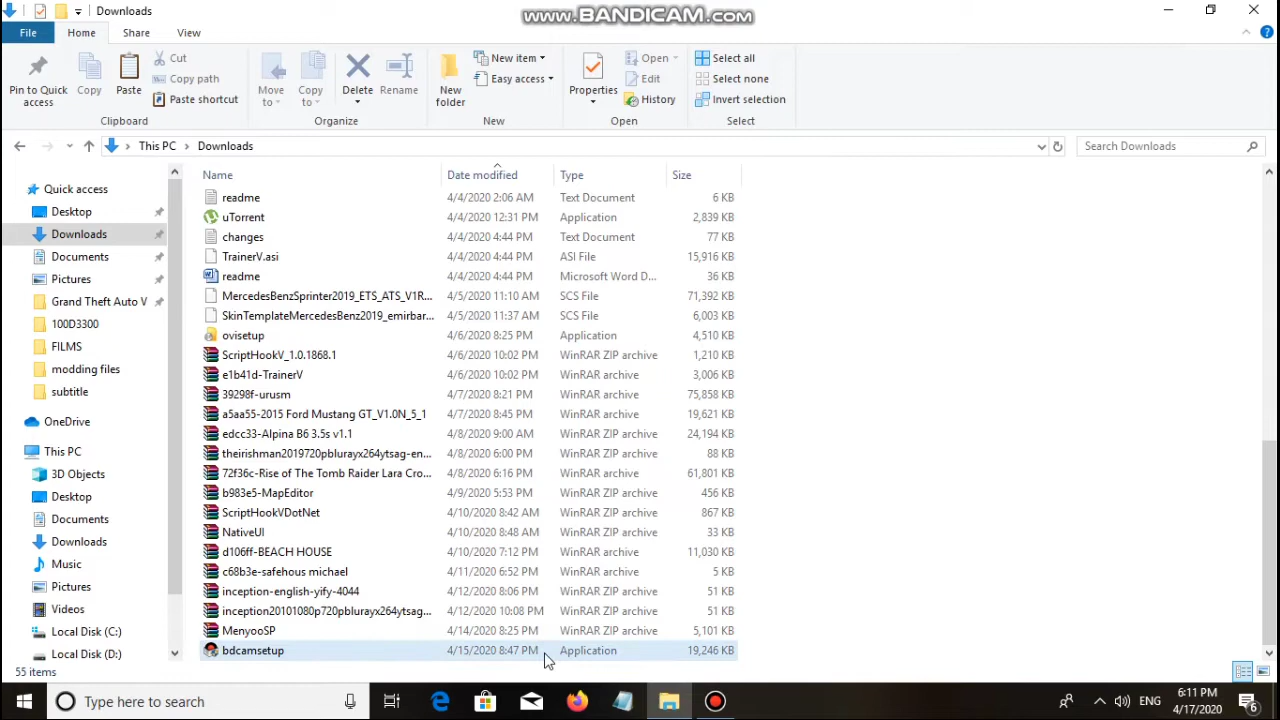 Downloads
www.BANDICAM.com
File Home Share View
Pin to Quick access
Copy
Paste
Cut
Copy path
Paste shortcut
Clipboard
Move to
Copy to
Delete
Rename
Organize
New folder
New item
Easy access
New
Properties
Open
Edit
History
Open
Select all
Select none
Invert selection
Select
This PC Downloads
Search Downloads
Quick access
Desktop
Downloads
Documents
Pictures
Grand Theft Auto V
100D3300
FILMS
modding files
subtitle
OneDrive
This PC
3D Objects
Desktop
Documents
Downloads
Music
Pictures
Videos
Local Disk (C:)
Local Disk (D:)
Name Date modified Type Size
readme 4/4/2020 2:06 AM Text Document 6 KB
uTorrent 4/4/2020 12:31 PM Application 2,839 KB
changes 4/4/2020 4:44 PM Text Document 77 KB
TrainerV.asi 4/4/2020 4:44 PM ASI File 15,916 KB
readme 4/4/2020 4:44 PM Microsoft Word D... 36 KB
MercedesBenzSprinter2019_ETS_ATS_V1R... 4/5/2020 11:10 AM SCS File 71,392 KB
SkinTemplateMercedesBenz2019_emirbar... 4/5/2020 11:37 AM SCS File 6,003 KB
ovisetup 4/6/2020 8:25 PM Application 4,510 KB
ScriptHookV_1.0.1868.1 4/6/2020 10:02 PM WinRAR ZIP archive 1,210 KB
e1b41d-TrainerV 4/6/2020 10:02 PM WinRAR archive 3,006 KB
39298f-urusm 4/7/2020 8:21 PM WinRAR archive 75,858 KB
a5aa55-2015 Ford Mustang GT_V1.0N_5_1 4/7/2020 8:45 PM WinRAR archive 19,621 KB
edcc33-Alpina B6 3.5s v1.1 4/8/2020 9:00 AM WinRAR ZIP archive 24,194 KB
theirishman2019720pblurayx264ytsag-en... 4/8/2020 6:00 PM WinRAR ZIP archive 88 KB
72f36c-Rise of The Tomb Raider Lara Cro... 4/8/2020 6:16 PM WinRAR archive 61,801 KB
b983e5-MapEditor 4/9/2020 5:53 PM WinRAR ZIP archive 456 KB
ScriptHookVDotNet 4/10/2020 8:42 AM WinRAR ZIP archive 867 KB
NativeUI 4/10/2020 8:48 AM WinRAR ZIP archive 33 KB
d106ff-BEACH HOUSE 4/10/2020 7:12 PM WinRAR archive 11,030 KB
c68b3e-safehous michael 4/11/2020 6:52 PM WinRAR archive 5 KB
inception-english-yify-4044 4/12/2020 8:06 PM WinRAR ZIP archive 51 KB
inception20101080p720pblurayx264ytsag... 4/12/2020 10:08 PM WinRAR ZIP archive 51 KB
MenyooSP 4/14/2020 8:25 PM WinRAR ZIP archive 5,101 KB
bdcamsetup 4/15/2020 8:47 PM Application 19,246 KB
55 items
Type here to search
ENG
6:11 PM
4/17/2020
6